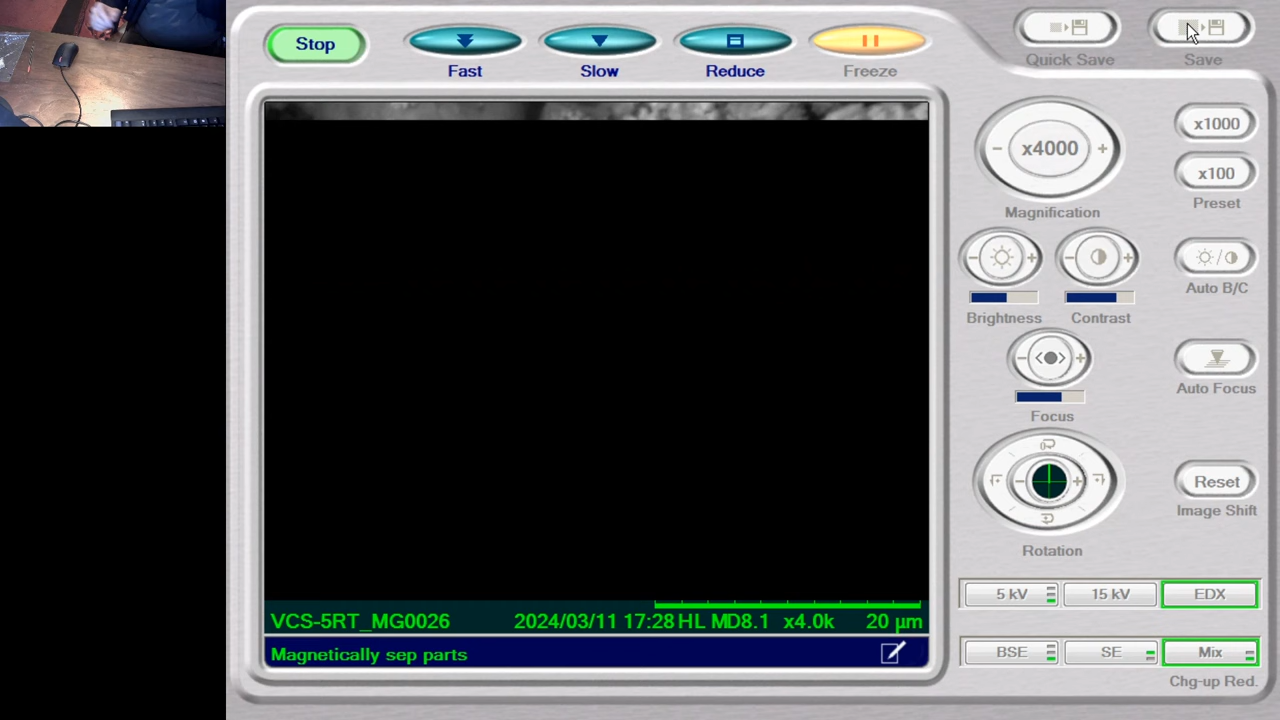 Stop
Fast
Slow
Reduce
Freeze
Quick Save
Save
x4000
Magnification
x1000
x100
Preset
Brightness
Contrast
Auto B/C
Focus
Auto Focus
Rotation
Reset
Image Shift
5 kV
15 kV
EDX
BSE
SE
Mix
Chg-up Red.
VCS-5RT_MG0026 2024/03/11 17:28 HL MD8.1 x4.0k 20 µm
Magnetically sep parts